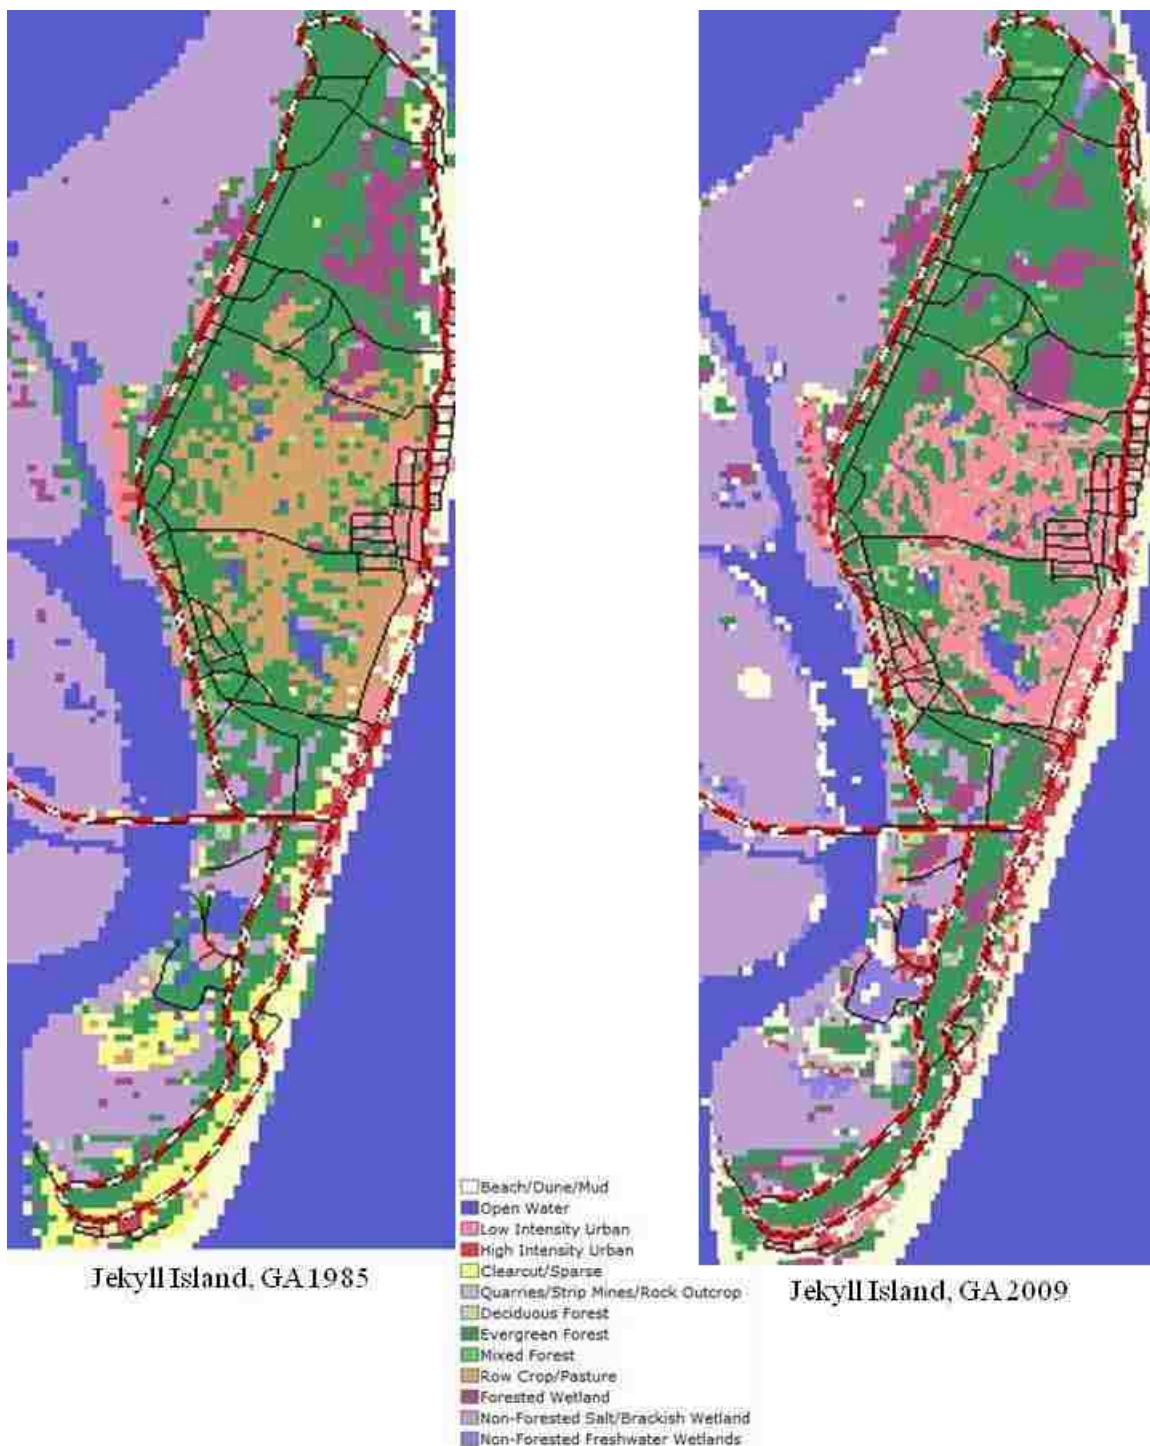 Beach/Dune/Mud
Open Water
Low Intensity Urban
High Intensity Urban
Clearcut/Sparse
Quarries/Strip Mines/Rock Outcrop
Deciduous Forest
Evergreen Forest
Mixed Forest
Row Crop/Pasture
Forested Wetland
Non-Forested Salt/Brackish Wetland
Non-Forested Freshwater Wetlands
Jekyll Island, GA 1985
Jekyll Island, GA 2009